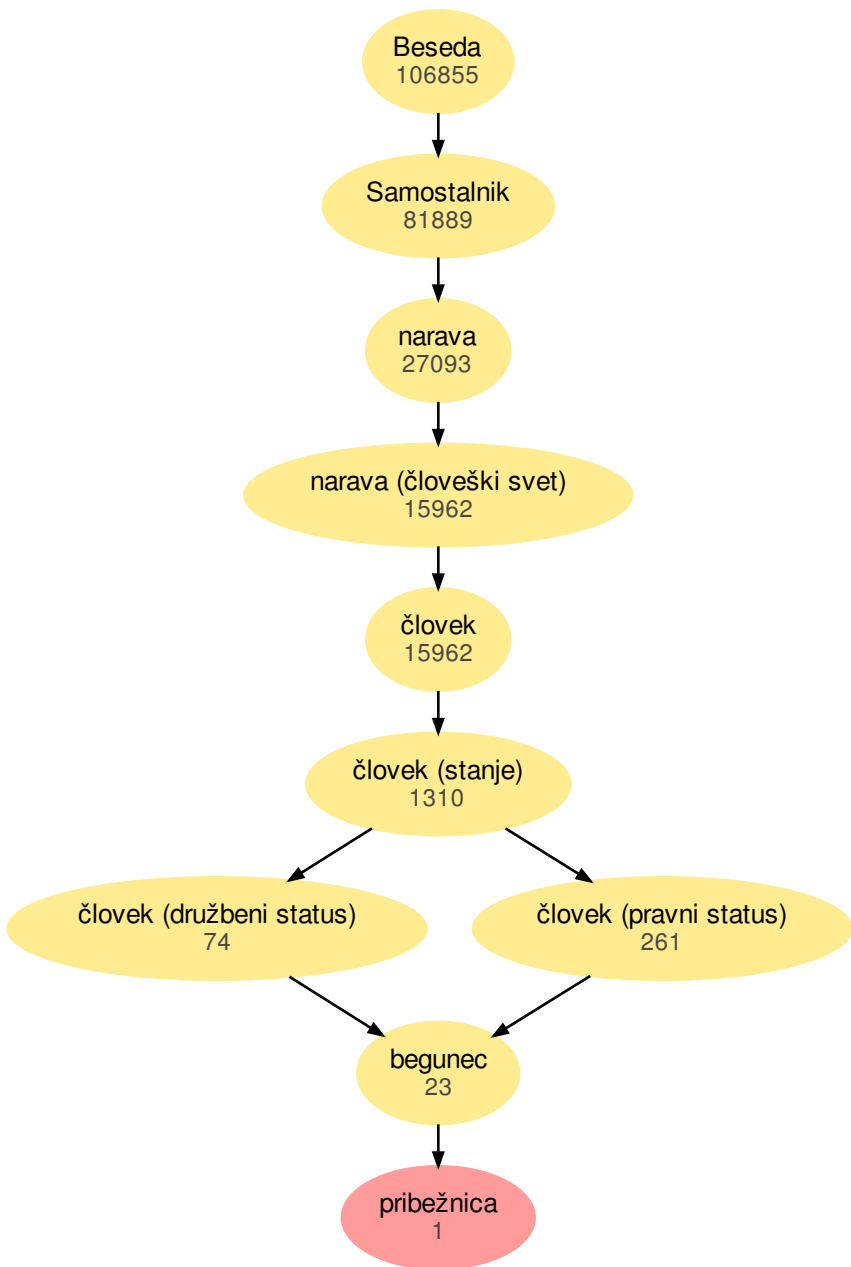 Beseda
106855
Samostalnik
81889
narava
27093
narava (človeški svet)
15962
človek
15962
človek (stanje)
1310
človek (družbeni status)
74
človek (pravni status)
261
begunec
23
pribežnica
1